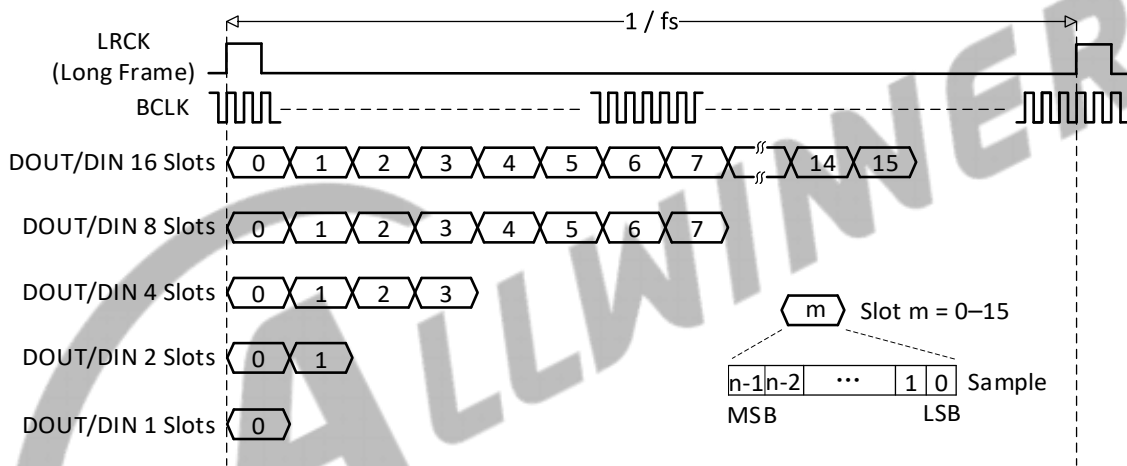 1 / fs
LRCK
(Long Frame)
BCLK
DOUT/DIN 16 Slots 0 1 2 3 4 5 6 7 14 15
DOUT/DIN 8 Slots 0 1 2 3 4 5 6 7
DOUT/DIN 4 Slots 0 1 2 3
m Slot m = 0–15
DOUT/DIN 2 Slots 0 1
n-1 n-2 ··· 1 0 Sample
MSB LSB
DOUT/DIN 1 Slots 0
ALLWINNER